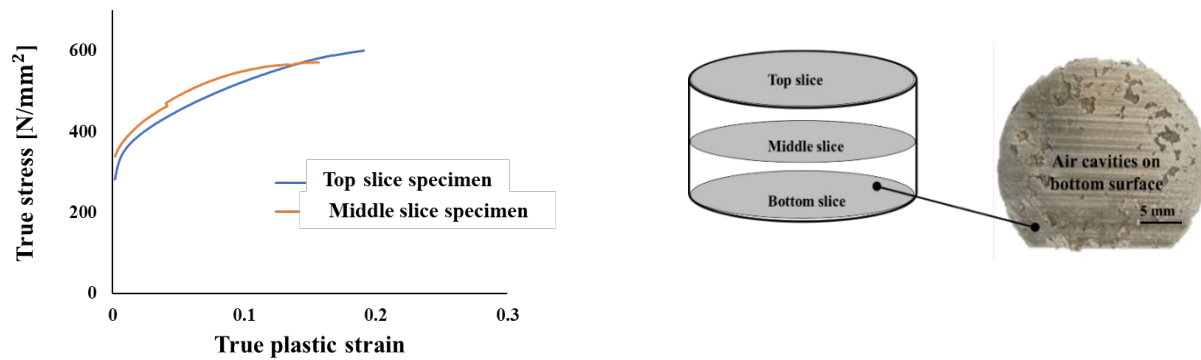 True stress [N/mm²]
600
400
200
0
0
0.1
0.2
0.3
True plastic strain
Top slice specimen
Middle slice specimen
Top slice
Middle slice
Bottom slice
Air cavities on
bottom surface
5 mm